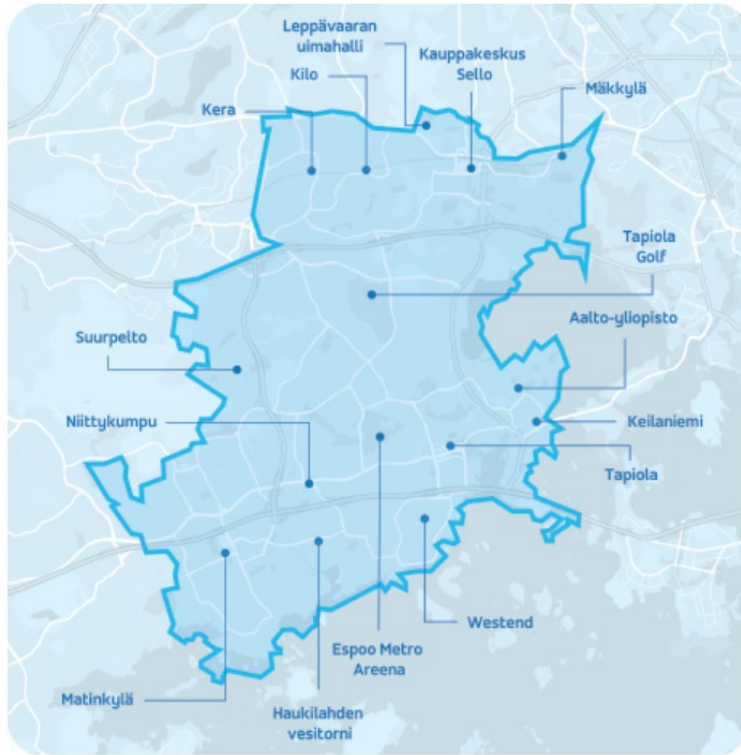 Leppävaaran
uimahalli
Kauppakeskus
Sello
Kilo
Mäkkylä
Kera
Tapiola
Golf
Aalto-yliopisto
Suurpelto
Niittykumpu
Keilaniemi
Tapiola
Westend
Espoo Metro
Areena
Matinkylä
Haukilahden
vesitorni